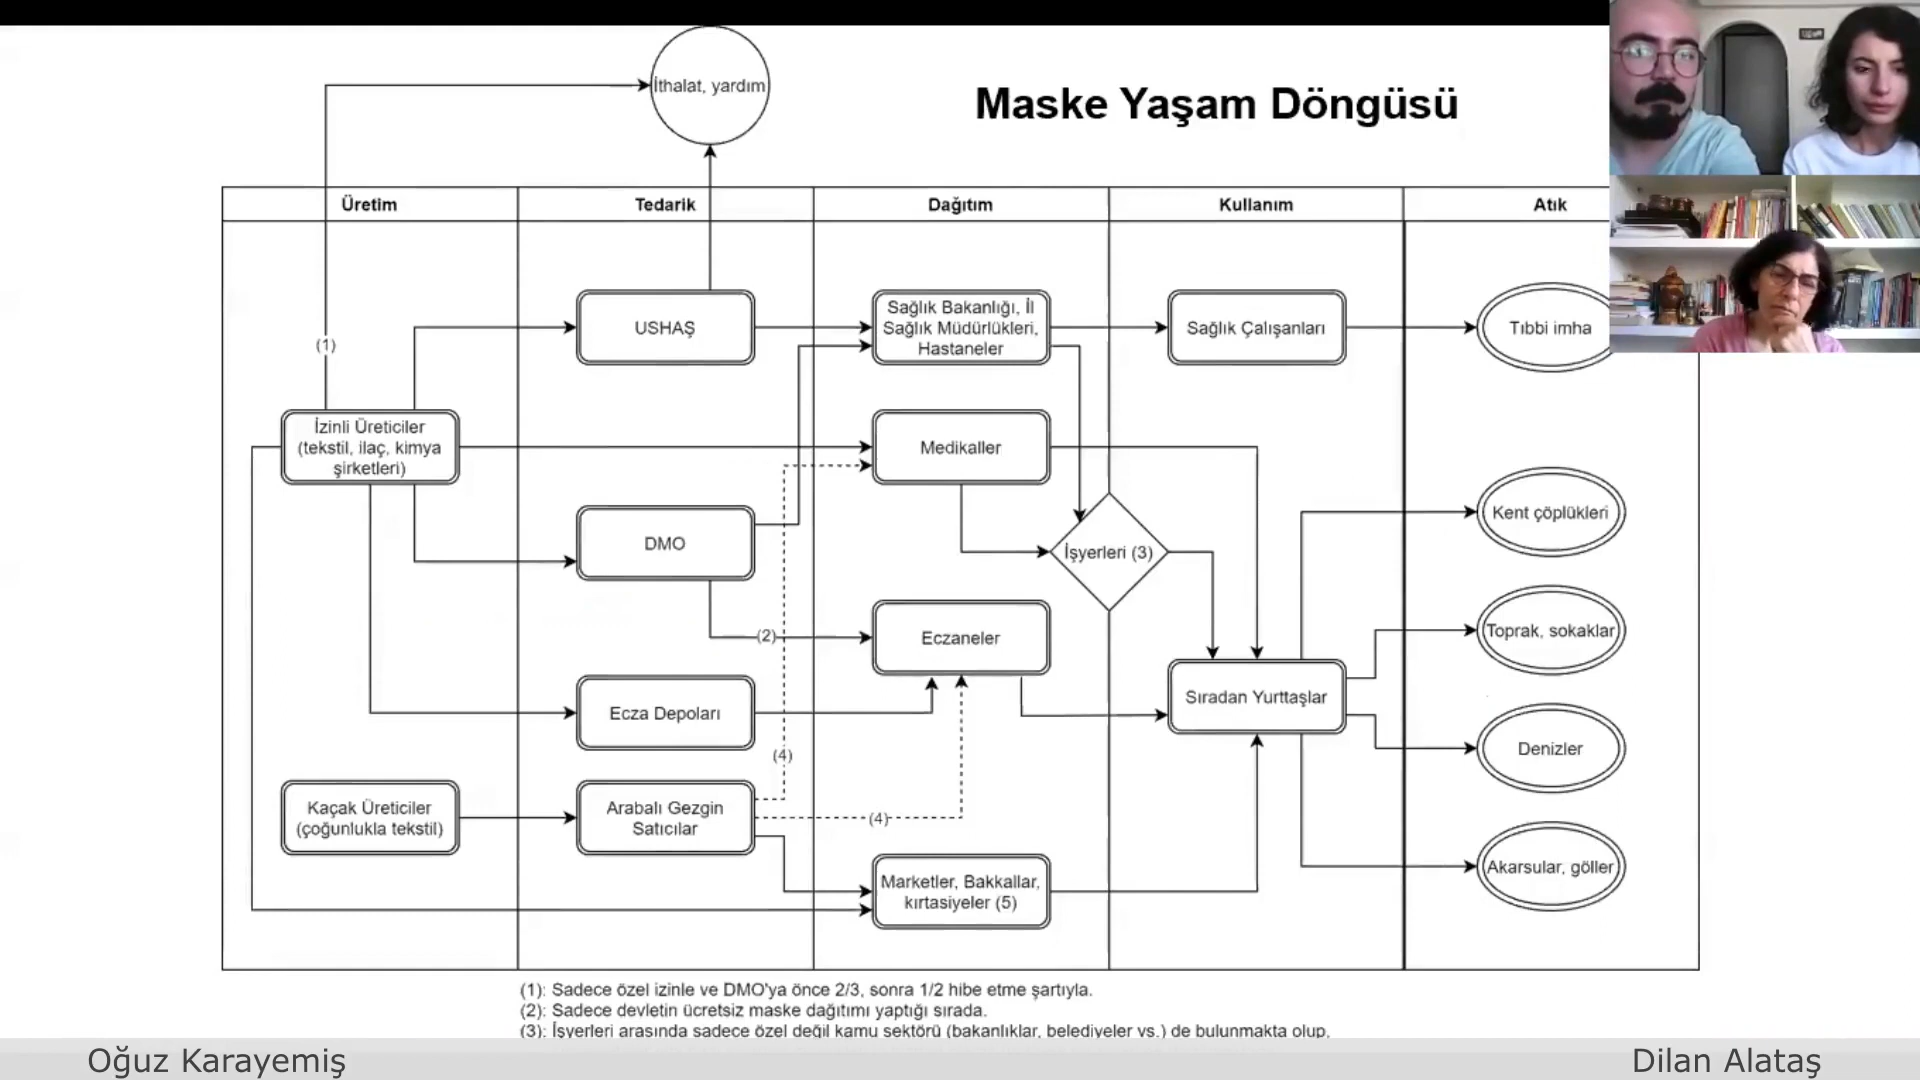 İthalat, yardım
Maske Yaşam Döngüsü
Üretim
Tedarik
Dağıtım
Kullanım
Atık
(1)
USHAŞ
Sağlık Bakanlığı, İl
Sağlık Müdürlükleri,
Hastaneler
Sağlık Çalışanları
Tıbbi imha
İzinli Üreticiler
(tekstil, ilaç, kimya
şirketleri)
Medikaller
Kent çöplükleri
DMO
İşyerleri (3)
(2)
Eczaneler
Toprak, sokaklar
Ecza Depoları
Sıradan Yurttaşlar
Denizler
(4)
Kaçak Üreticiler
(çoğunlukla tekstil)
Arabalı Gezgin
Satıcılar
(4)
Marketler, Bakkallar,
kırtasiyeler (5)
Akarsular, göller
(1): Sadece özel izinle ve DMO'ya önce 2/3, sonra 1/2 hibe etme şartıyla.
(2): Sadece devletin ücretsiz maske dağıtımı yaptığı sırada.
(3): İşyerleri arasında sadece özel değil kamu sektörü (bakanlıklar, belediyeler vs.) de bulunmakta olup,
Oğuz Karayemiş
Dilan Alataş